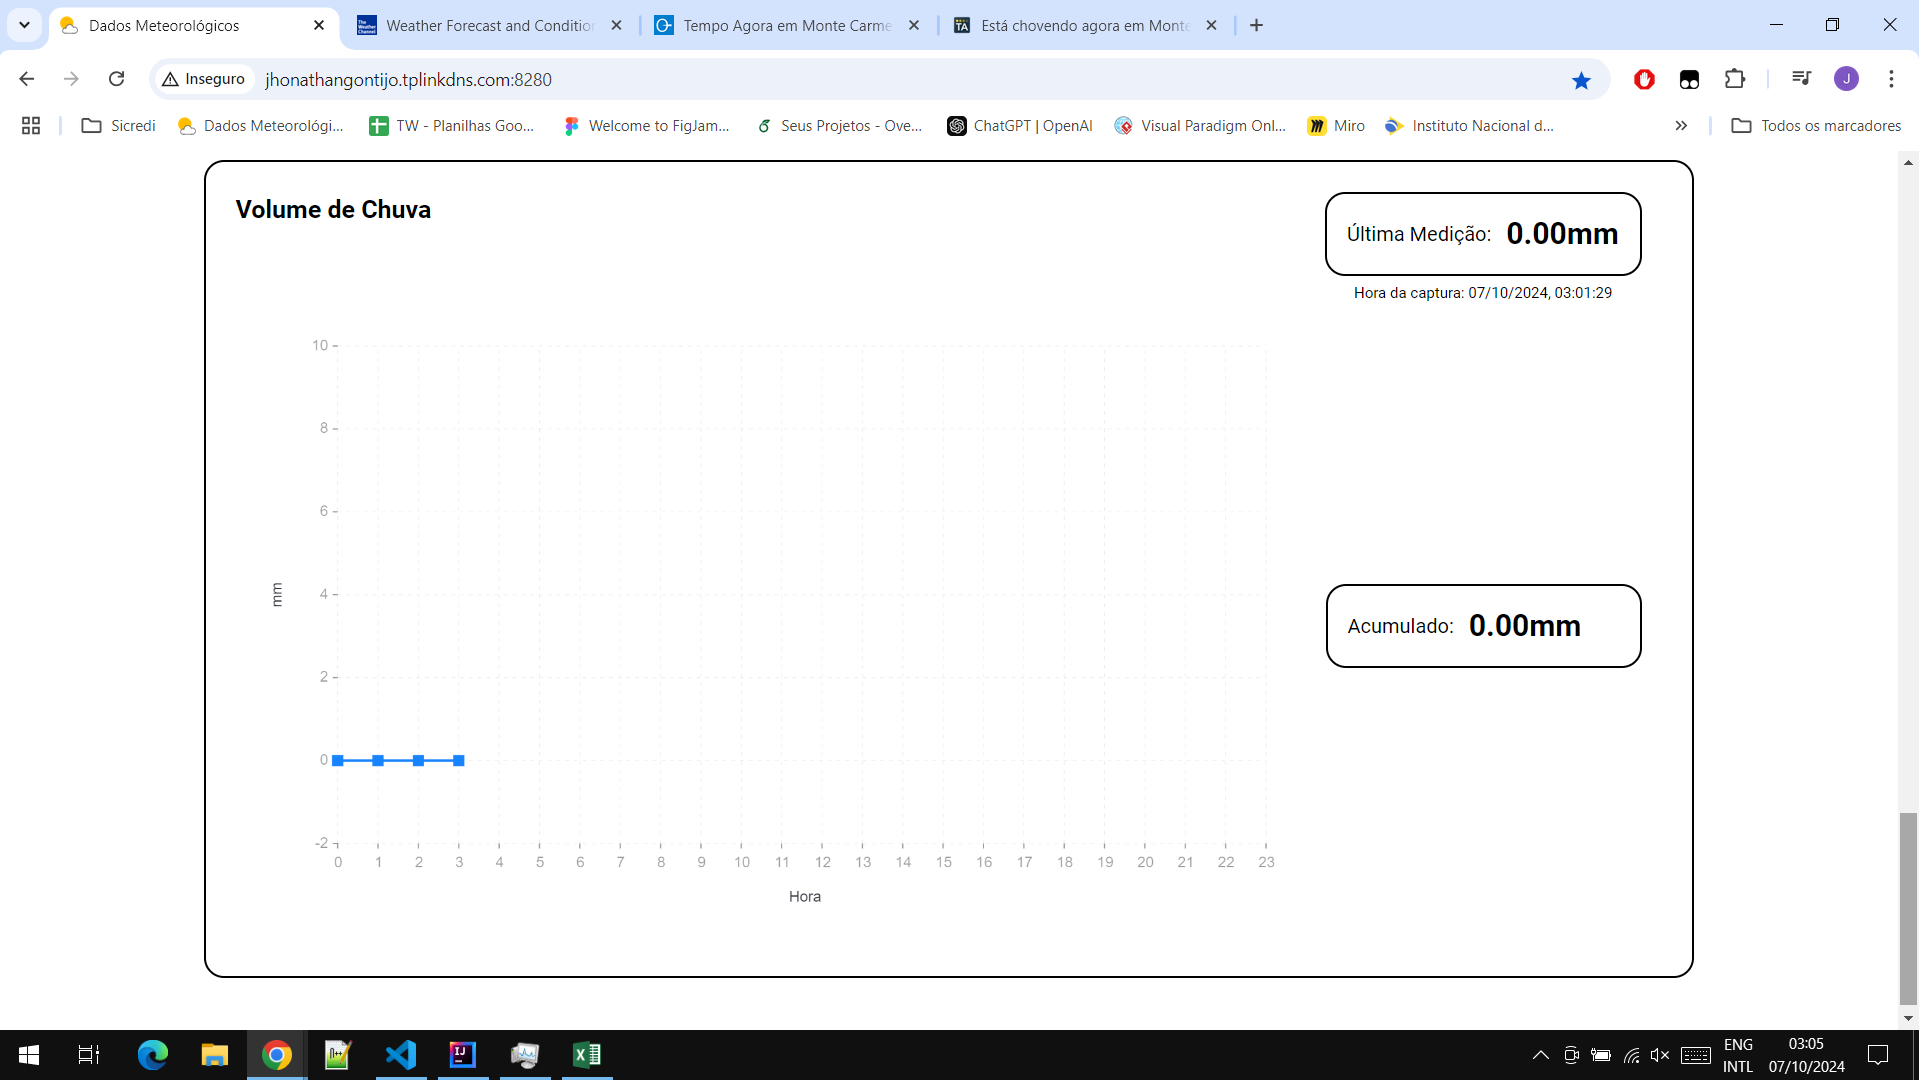 Dados Meteorológicos
Weather Forecast and Condition
Tempo Agora em Monte Carme
Está chovendo agora em Monte
Inseguro
jhonathangontijo.tplinkdns.com:8280
J
Sicredi
Dados Meteorológi...
TW - Planilhas Goo...
Welcome to FigJam...
Seus Projetos - Ove...
ChatGPT | OpenAI
Visual Paradigm Onl...
Miro
Instituto Nacional d...
Todos os marcadores
Volume de Chuva
Última Medição: 0.00mm
Hora da captura: 07/10/2024, 03:01:29
10
8
6
4
2
0
-2
mm
0 1 2 3 4 5 6 7 8 9 10 11 12 13 14 15 16 17 18 19 20 21 22 23
Hora
Acumulado: 0.00mm
ENG
INTL
03:05
07/10/2024